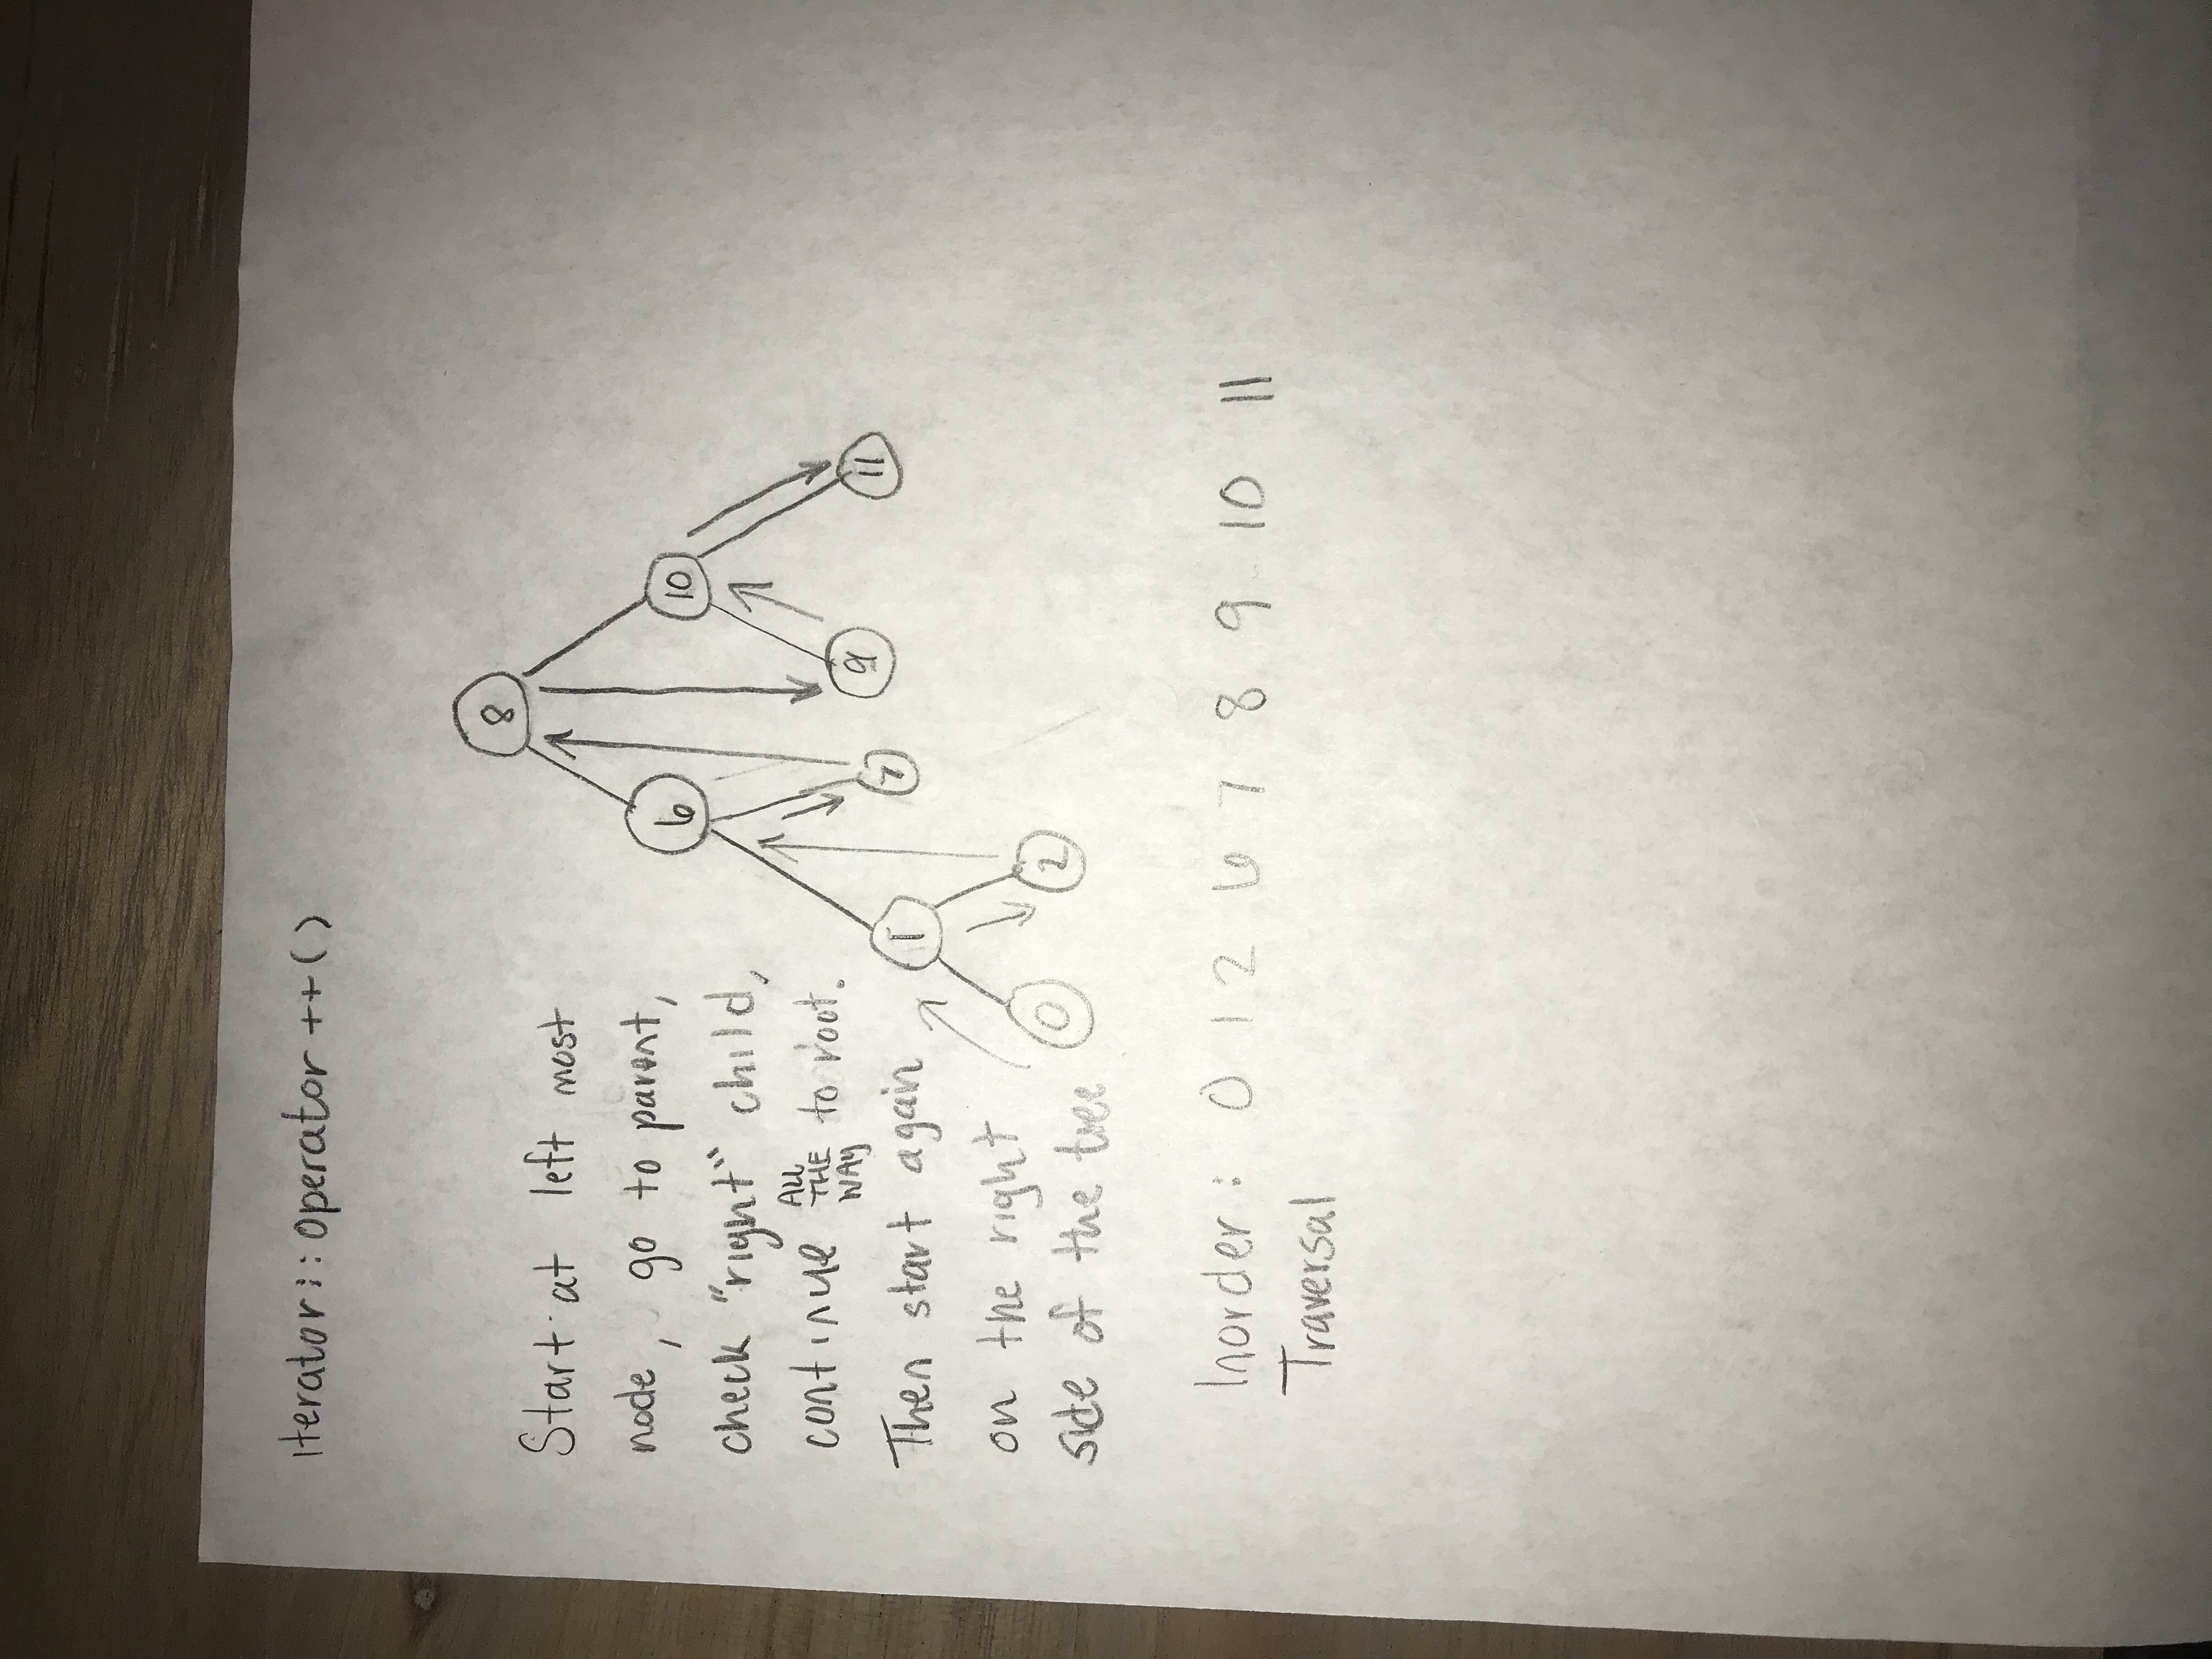 iterator :: operator ++ ( )
Start at left most
node, go to parent,
check "right" child,
continue ALL THE WAY to root.
Then start again
on the right
side of the tree
8
6
10
1
7
9
11
0
2
Inorder : 0 1 2 6 7 8 9 10 11
Traversal